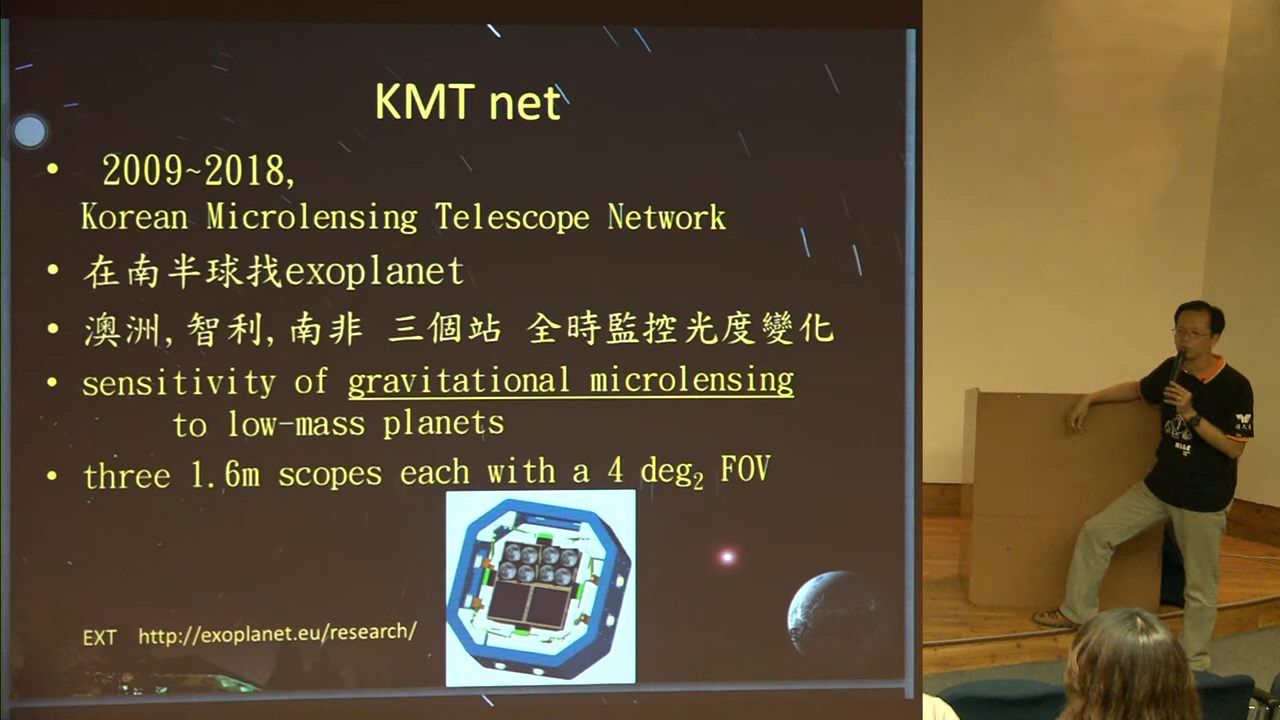 KMT net
• 2009~2018,
Korean Microlensing Telescope Network
• 在南半球找exoplanet
• 澳洲, 智利, 南非 三個站 全時監控光度變化
• sensitivity of gravitational microlensing
to low-mass planets
• three 1.6m scopes each with a 4 deg₂ FOV
EXT http://exoplanet.eu/research/